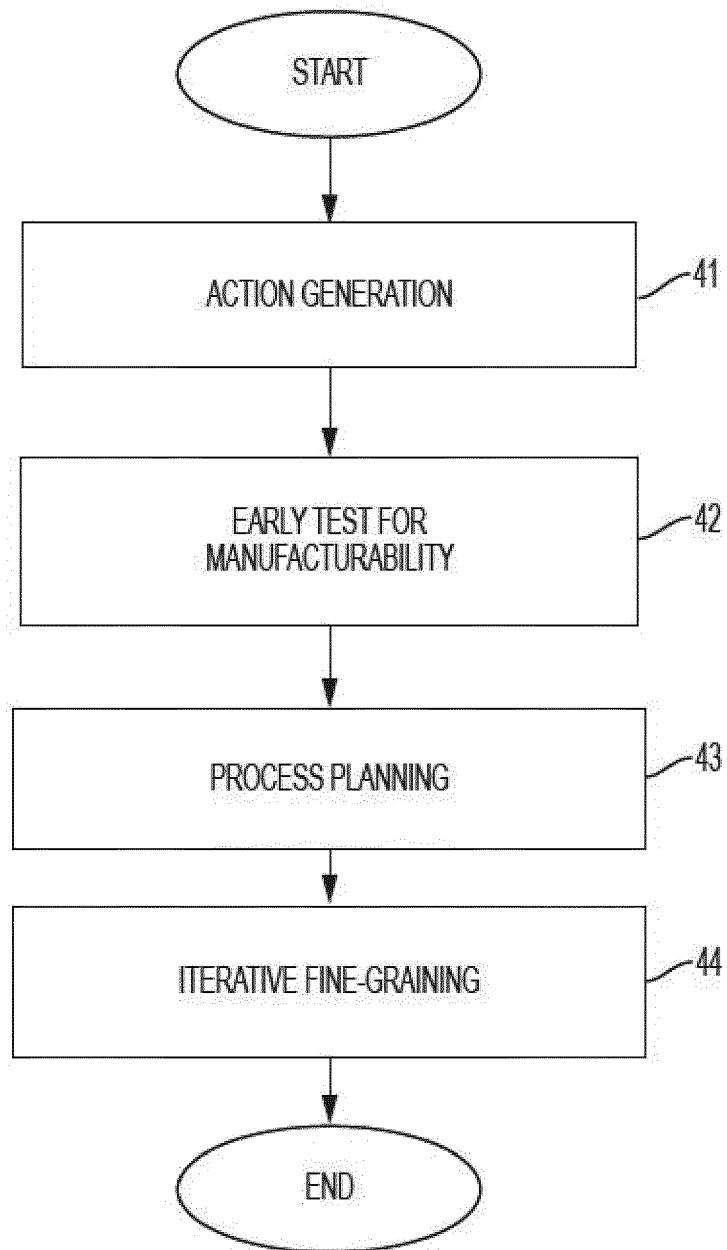 START
ACTION GENERATION
41
EARLY TEST FOR
MANUFACTURABILITY
42
PROCESS PLANNING
43
ITERATIVE FINE-GRAINING
44
END